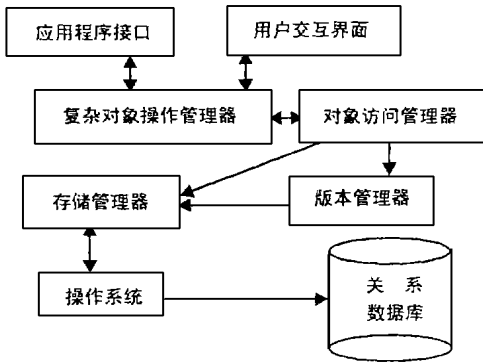 应用程序接口
用户交互界面
复杂对象操作管理器
对象访问管理器
存储管理器
版本管理器
操作系统
关 系
数据库